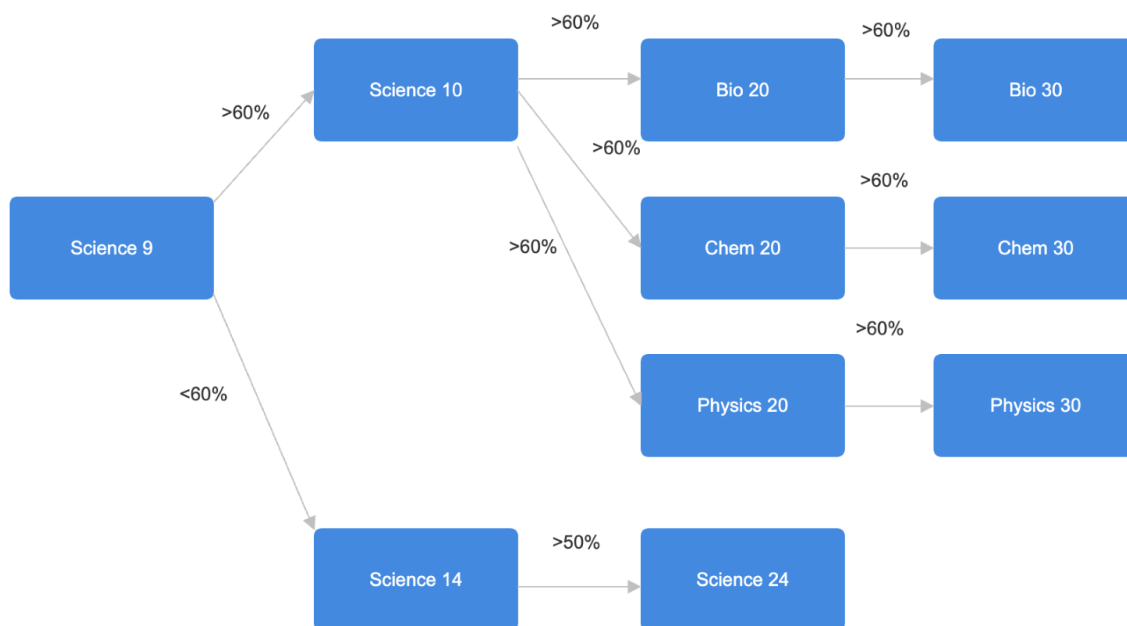 >60%
>60%
Science 10
Bio 20
Bio 30
>60%
>60%
>60%
Science 9
>60%
Chem 20
Chem 30
>60%
<60%
Physics 20
Physics 30
>50%
Science 14
Science 24